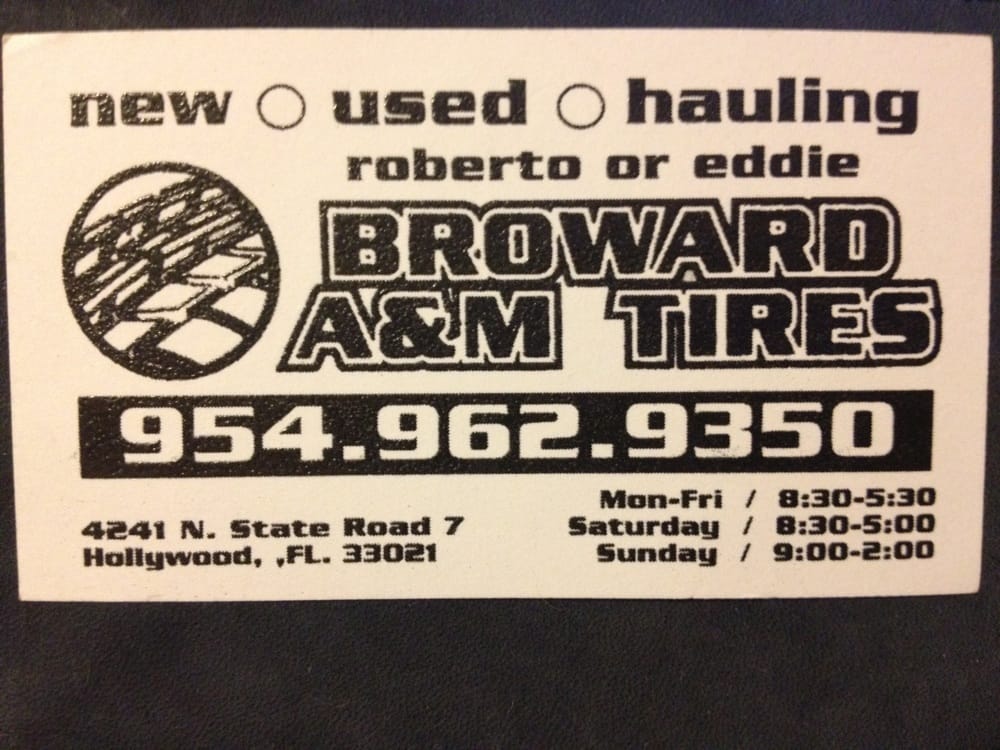 new O used O hauling
roberto or eddie
BROWARD
A&M TIRES
954.962.9350
4241 N. State Road 7
Hollywood, ,FL. 33021
Mon-Fri / 8:30-5:30
Saturday / 8:30-5:00
Sunday / 9:00-2:00